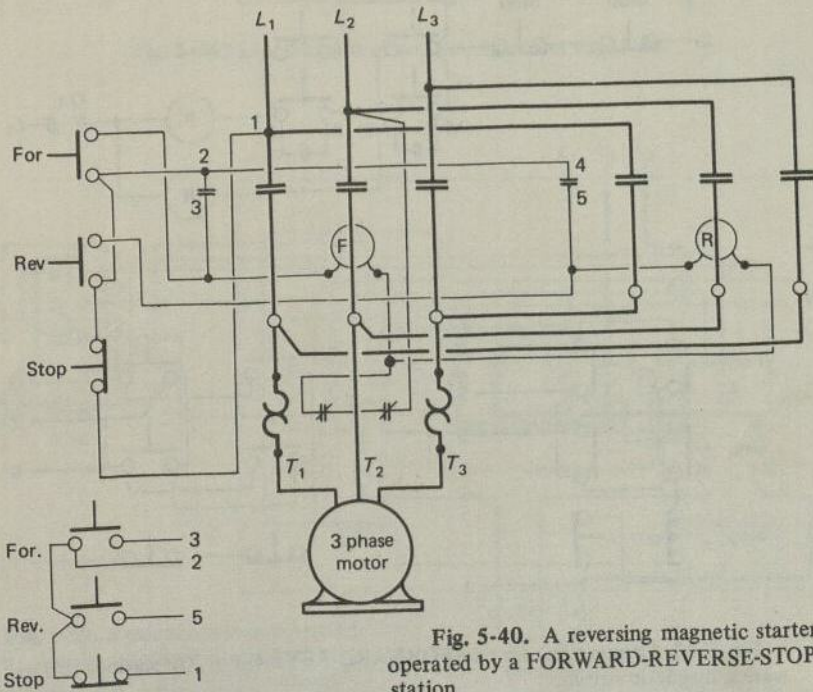 L1 L2 L3
1
For
2
3
4
5
F
R
Rev
Stop
T1 T2 T3
3 phase
motor
For. 3
2
Rev. 5
Stop 1
Fig. 5-40. A reversing magnetic starter
operated by a FORWARD-REVERSE-STOP
station